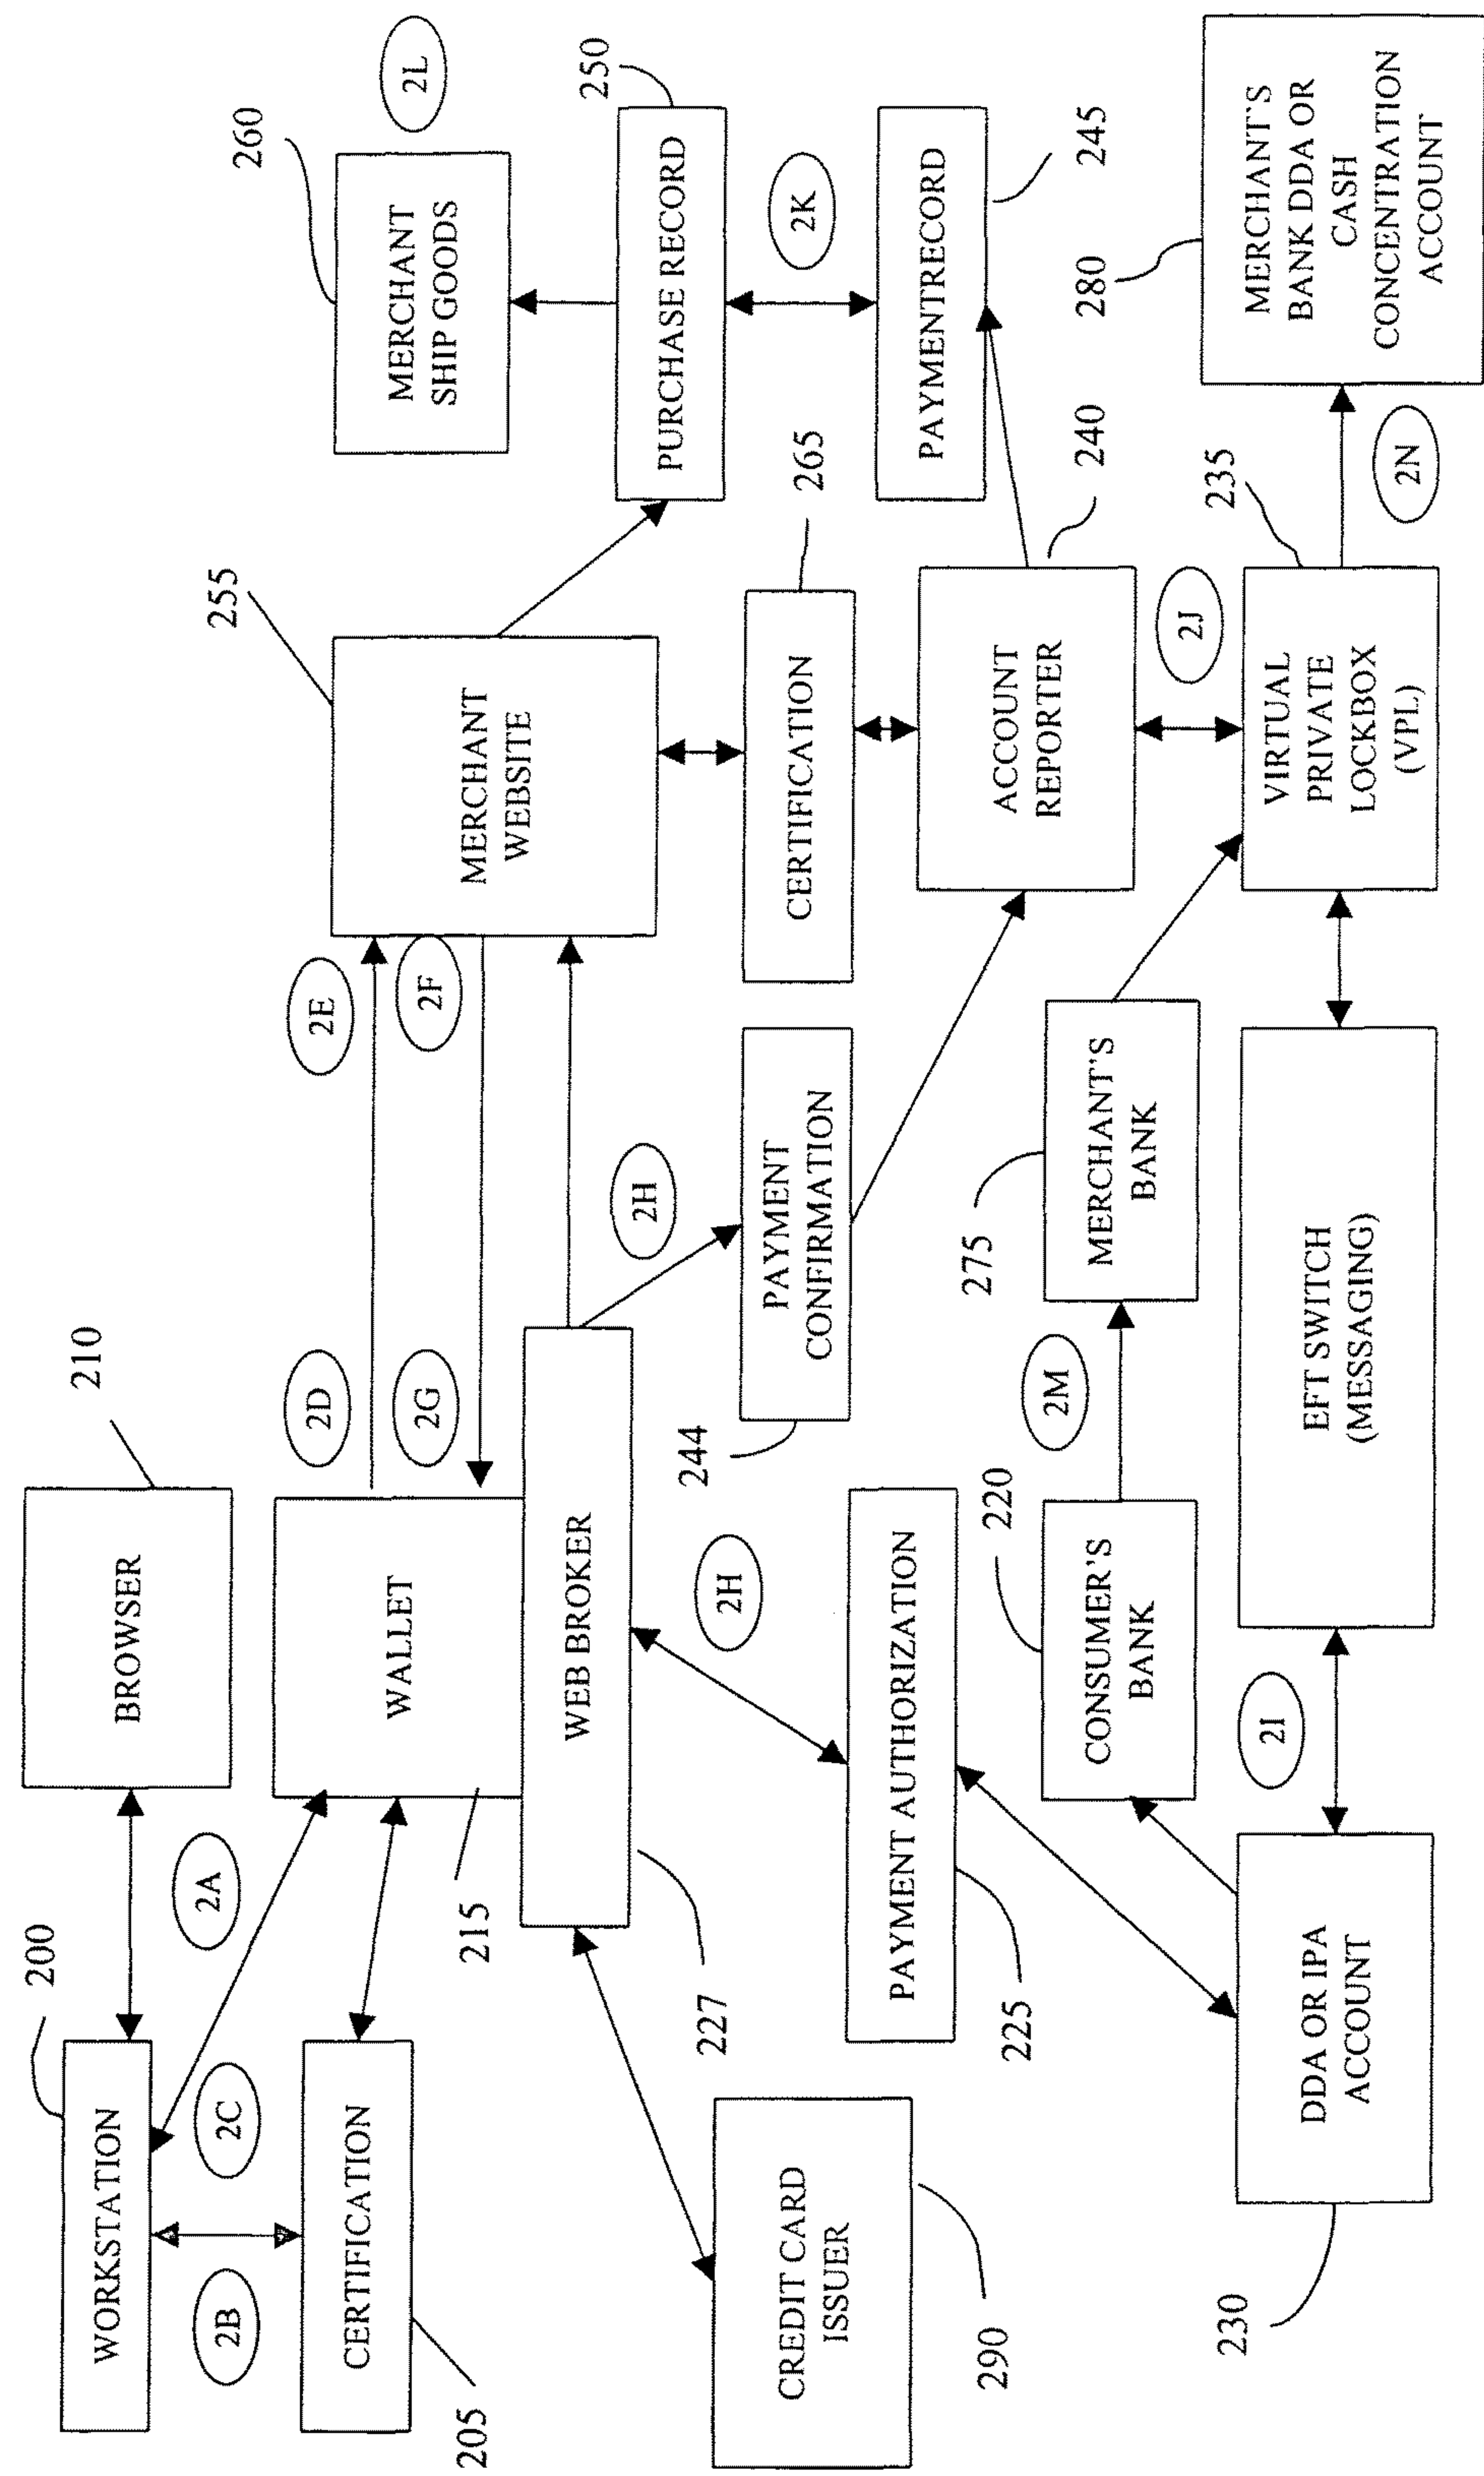 200
210
WORKSTATION
BROWSER
2A
2B
2C
CERTIFICATION
205
WALLET
215
2D
2E
2G
2F
255
MERCHANT
WEBSITE
260
MERCHANT
SHIP GOODS
2L
WEB BROKER
227
2H
2H
PURCHASE RECORD
250
2K
CREDIT CARD
ISSUER
290
PAYMENT AUTHORIZATION
225
244
PAYMENT
CONFIRMATION
CERTIFICATION
265
PAYMENTRECORD
245
ACCOUNT
REPORTER
240
220
CONSUMER'S
BANK
2M
275
MERCHANT'S
BANK
2J
2I
230
DDA OR IPA
ACCOUNT
EFT SWITCH
(MESSAGING)
235
VIRTUAL
PRIVATE
LOCKBOX
(VPL)
2N
280
MERCHANT'S
BANK DDA OR
CASH
CONCENTRATION
ACCOUNT